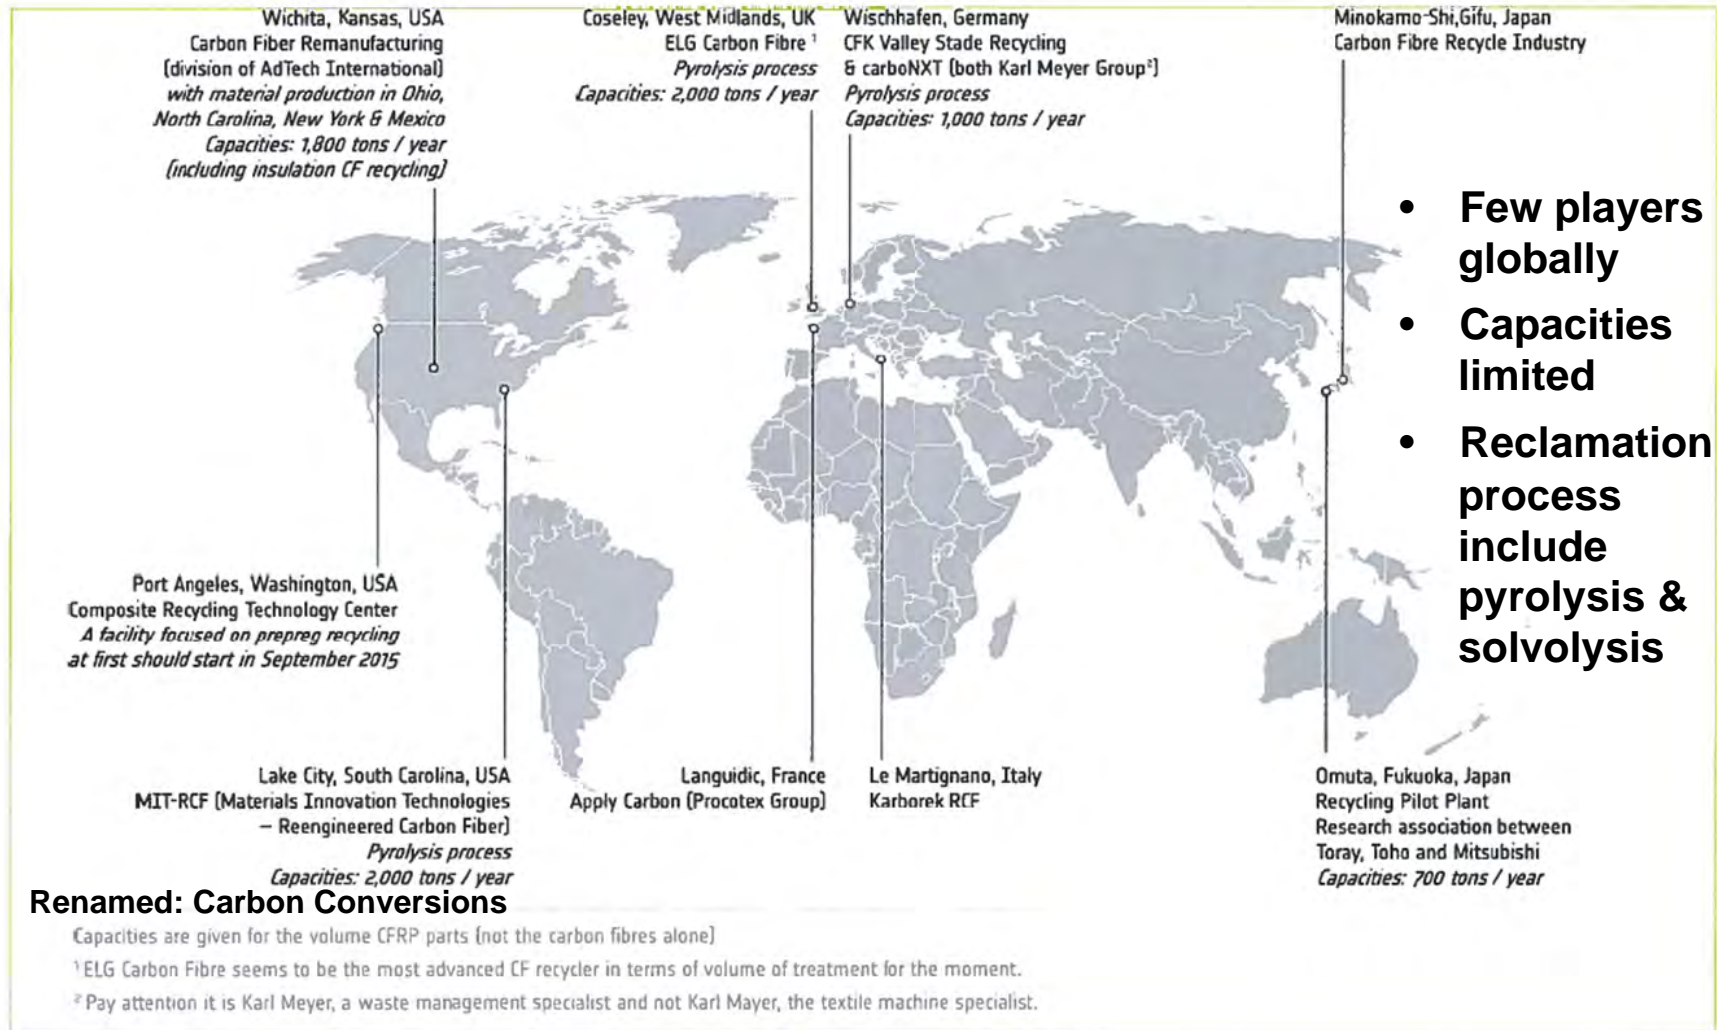 Wichita, Kansas, USA
Carbon Fiber Remanufacturing
(division of AdTech International)
with material production in Ohio,
North Carolina, New York & Mexico
Capacities: 1,800 tons / year
(including insulation CF recycling)
Coseley, West Midlands, UK
ELG Carbon Fibre ¹
Pyrolysis process
Capacities: 2,000 tons / year
Wischhafen, Germany
CFK Valley Stade Recycling
& carboNXT (both Karl Meyer Group²)
Pyrolysis process
Capacities: 1,000 tons / year
Minokamo-Shi,Gifu, Japan
Carbon Fibre Recycle Industry
• Few players
globally
• Capacities
limited
• Reclamation
process
include
pyrolysis &
solvolysis
Port Angeles, Washington, USA
Composite Recycling Technology Center
A facility focused on prepreg recycling
at first should start in September 2015
Lake City, South Carolina, USA
MIT-RCF (Materials Innovation Technologies
– Reengineered Carbon Fiber)
Pyrolysis process
Capacities: 2,000 tons / year
Renamed: Carbon Conversions
Languidic, France
Apply Carbon (Procotex Group)
Le Martignano, Italy
Karborek RCF
Omuta, Fukuoka, Japan
Recycling Pilot Plant
Research association between
Toray, Toho and Mitsubishi
Capacities: 700 tons / year
Capacities are given for the volume CFRP parts (not the carbon fibres alone)
¹ ELG Carbon Fibre seems to be the most advanced CF recycler in terms of volume of treatment for the moment.
² Pay attention it is Karl Meyer, a waste management specialist and not Karl Mayer, the textile machine specialist.